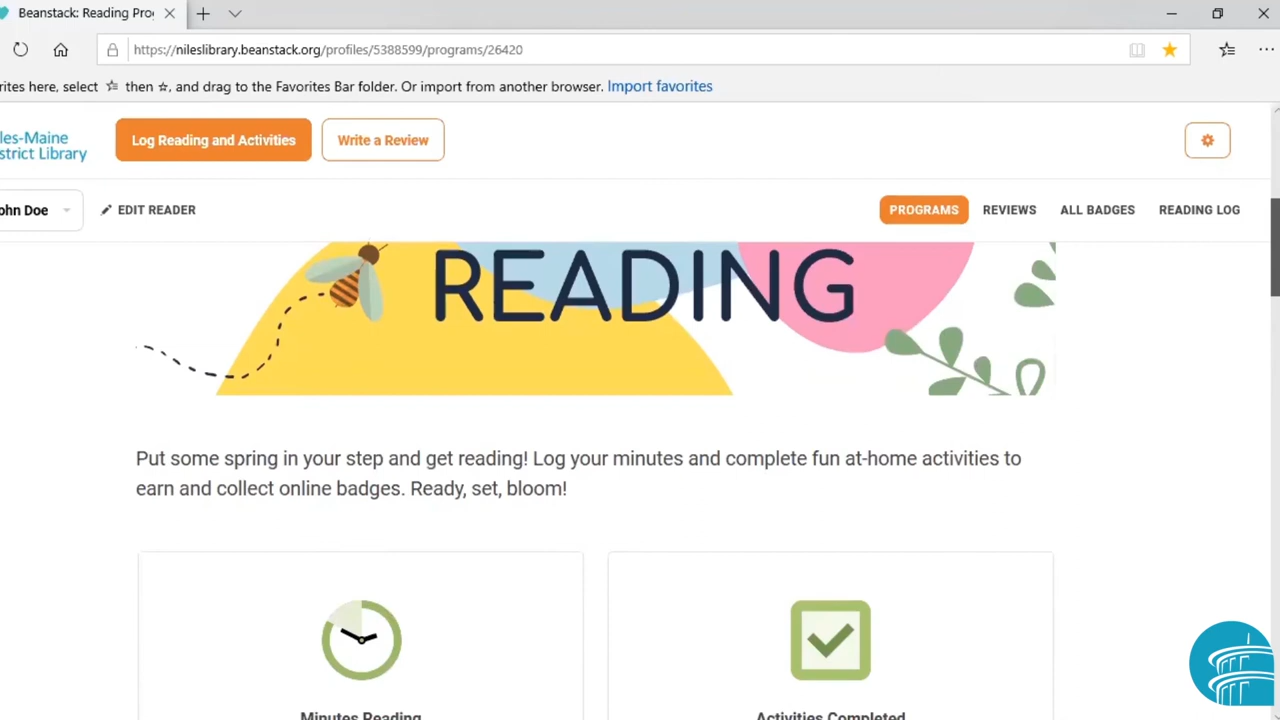 Beanstack: Reading Pro
https://nileslibrary.beanstack.org/profiles/5388599/programs/26420
rites here, select then, and drag to the Favorites Bar folder. Or import from another browser. Import favorites
les-Maine
strict Library
Log Reading and Activities
Write a Review
ohn Doe
EDIT READER
PROGRAMS
REVIEWS
ALL BADGES
READING LOG
READING
Put some spring in your step and get reading! Log your minutes and complete fun at-home activities to
earn and collect online badges. Ready, set, bloom!
Minutes Reading
Activities Completed